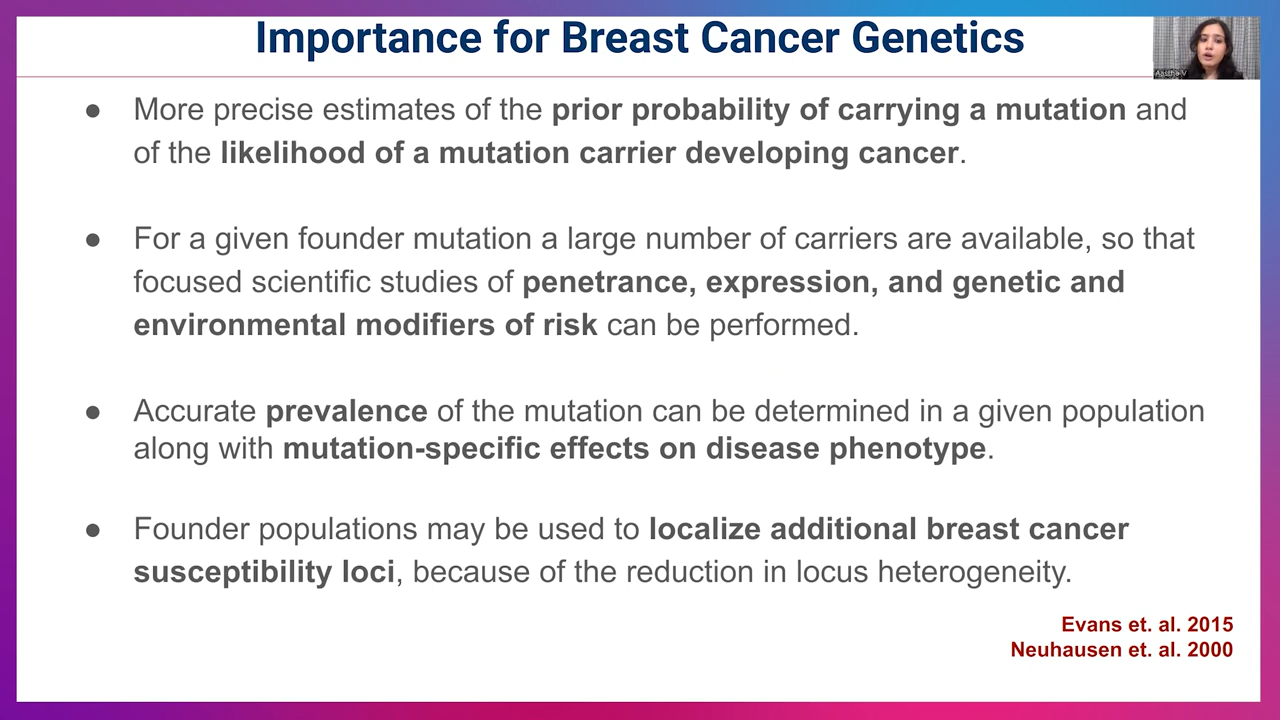 Importance for Breast Cancer Genetics
Aastha V
● More precise estimates of the prior probability of carrying a mutation and
of the likelihood of a mutation carrier developing cancer.
● For a given founder mutation a large number of carriers are available, so that
focused scientific studies of penetrance, expression, and genetic and
environmental modifiers of risk can be performed.
● Accurate prevalence of the mutation can be determined in a given population
along with mutation-specific effects on disease phenotype.
● Founder populations may be used to localize additional breast cancer
susceptibility loci, because of the reduction in locus heterogeneity.
Evans et. al. 2015
Neuhausen et. al. 2000